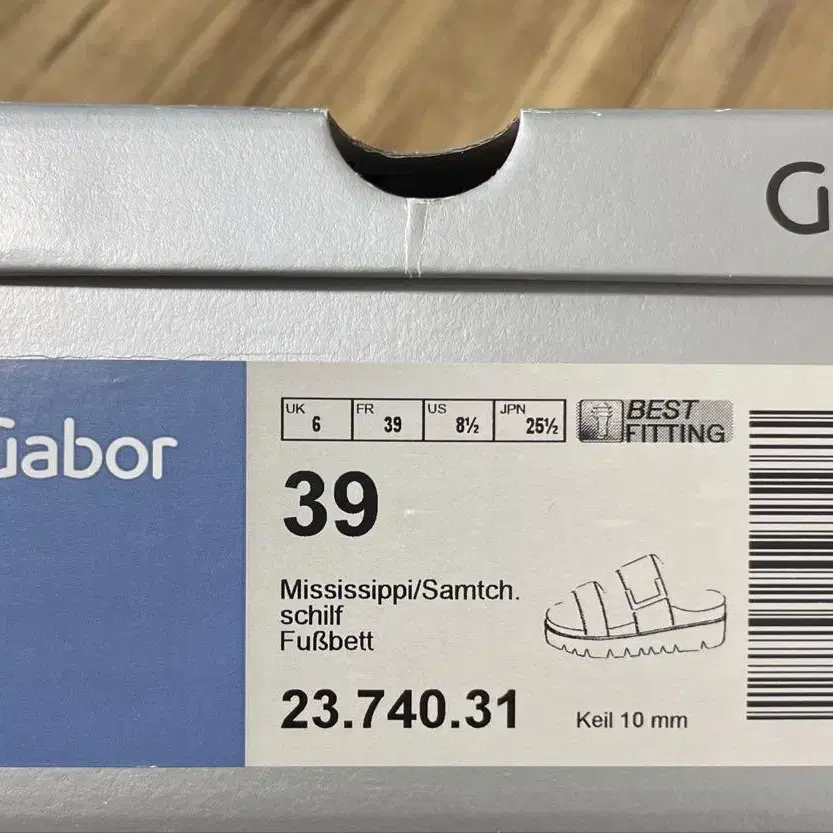 G
Gabor
UK 6 FR 39 US 8½ JPN 25½
BEST
FITTING
39
Mississippi/Samtch.
schilf
Fußbett
23.740.31
Keil 10 mm